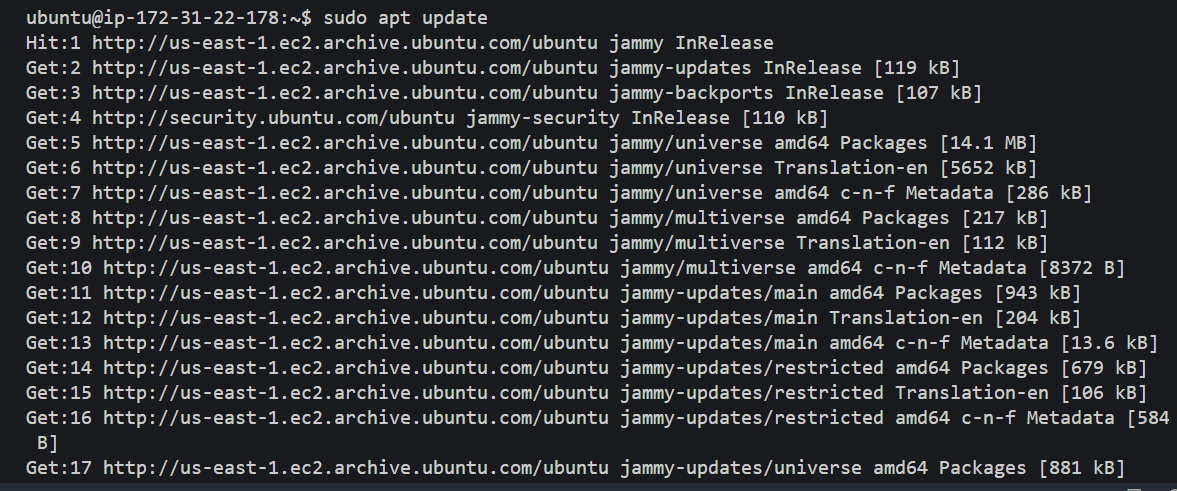 ubuntu@ip-172-31-22-178:~$ sudo apt update
Hit:1 http://us-east-1.ec2.archive.ubuntu.com/ubuntu jammy InRelease
Get:2 http://us-east-1.ec2.archive.ubuntu.com/ubuntu jammy-updates InRelease [119 kB]
Get:3 http://us-east-1.ec2.archive.ubuntu.com/ubuntu jammy-backports InRelease [107 kB]
Get:4 http://security.ubuntu.com/ubuntu jammy-security InRelease [110 kB]
Get:5 http://us-east-1.ec2.archive.ubuntu.com/ubuntu jammy/universe amd64 Packages [14.1 MB]
Get:6 http://us-east-1.ec2.archive.ubuntu.com/ubuntu jammy/universe Translation-en [5652 kB]
Get:7 http://us-east-1.ec2.archive.ubuntu.com/ubuntu jammy/universe amd64 c-n-f Metadata [286 kB]
Get:8 http://us-east-1.ec2.archive.ubuntu.com/ubuntu jammy/multiverse amd64 Packages [217 kB]
Get:9 http://us-east-1.ec2.archive.ubuntu.com/ubuntu jammy/multiverse Translation-en [112 kB]
Get:10 http://us-east-1.ec2.archive.ubuntu.com/ubuntu jammy/multiverse amd64 c-n-f Metadata [8372 B]
Get:11 http://us-east-1.ec2.archive.ubuntu.com/ubuntu jammy-updates/main amd64 Packages [943 kB]
Get:12 http://us-east-1.ec2.archive.ubuntu.com/ubuntu jammy-updates/main Translation-en [204 kB]
Get:13 http://us-east-1.ec2.archive.ubuntu.com/ubuntu jammy-updates/main amd64 c-n-f Metadata [13.6 kB]
Get:14 http://us-east-1.ec2.archive.ubuntu.com/ubuntu jammy-updates/restricted amd64 Packages [679 kB]
Get:15 http://us-east-1.ec2.archive.ubuntu.com/ubuntu jammy-updates/restricted Translation-en [106 kB]
Get:16 http://us-east-1.ec2.archive.ubuntu.com/ubuntu jammy-updates/restricted amd64 c-n-f Metadata [584
 B]
Get:17 http://us-east-1.ec2.archive.ubuntu.com/ubuntu jammy-updates/universe amd64 Packages [881 kB]